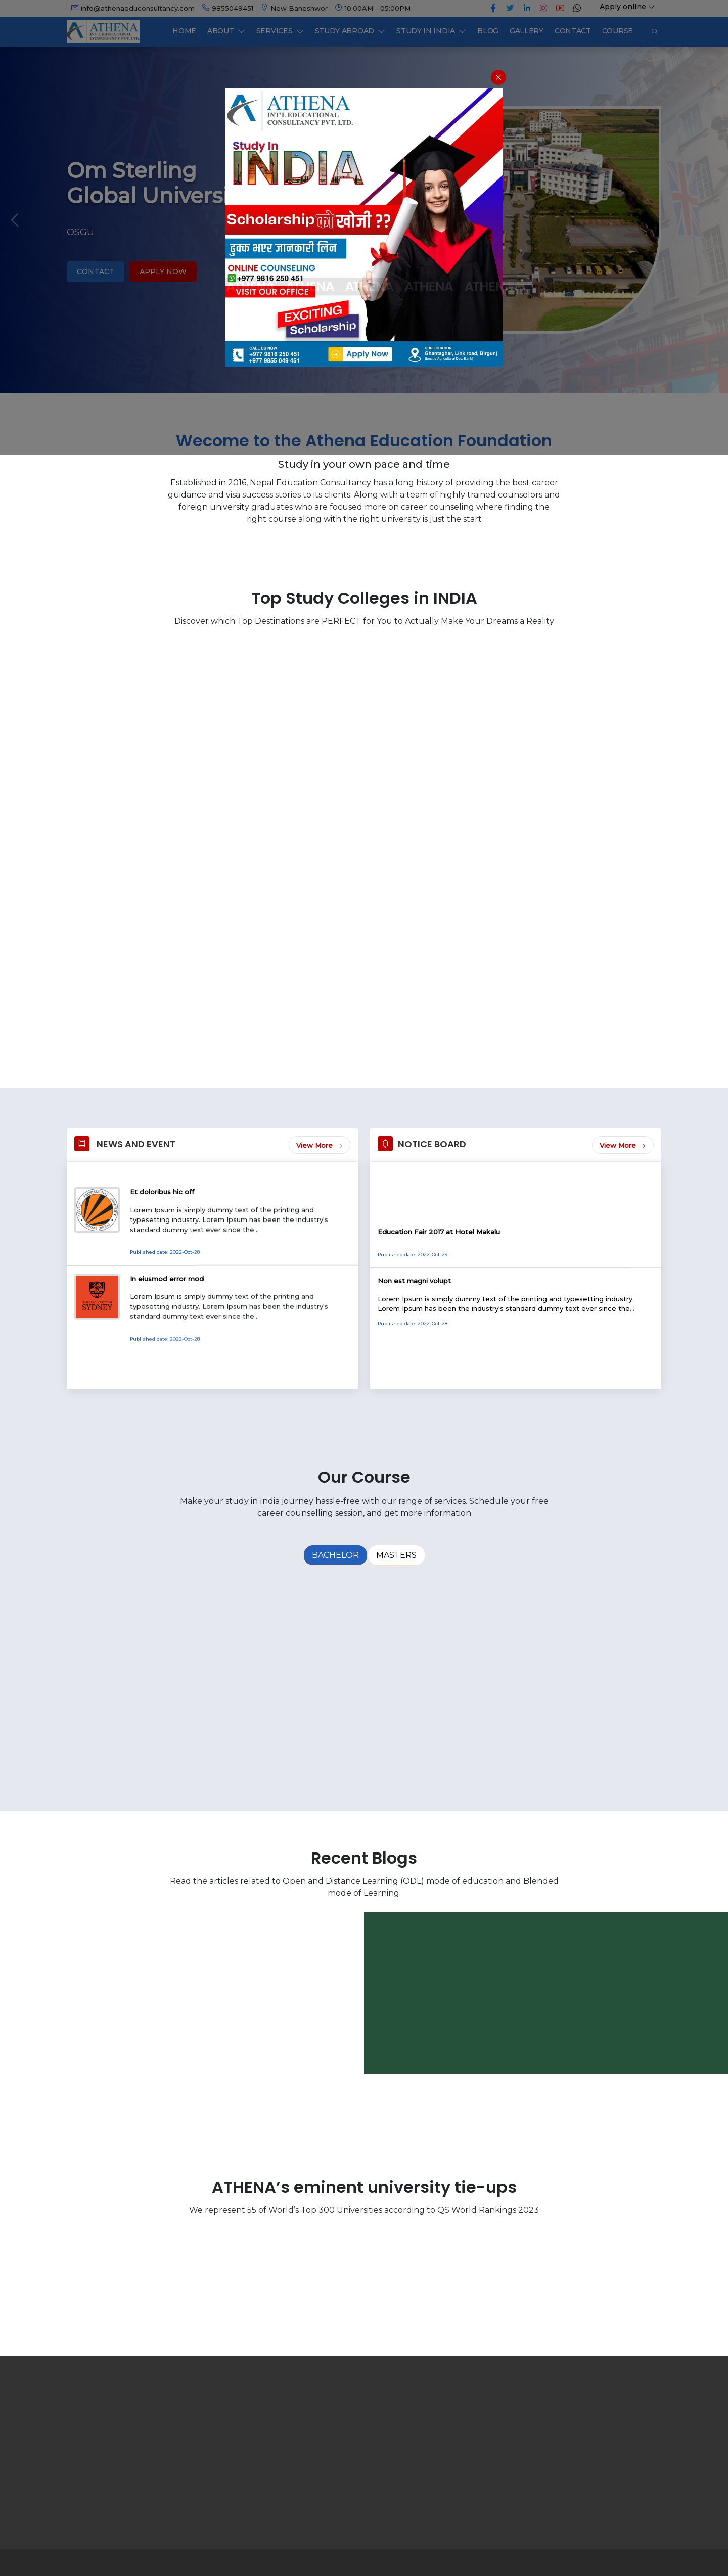 info@athenaeduconsultancy.com 9855049451 New Baneshwor 10:00AM - 05:00PM Apply online
ATHENA
INT'L EDUCATIONAL
CONSULTANCY PVT. LTD.
HOME ABOUT SERVICES STUDY ABROAD STUDY IN INDIA BLOG GALLERY CONTACT COURSE
ATHENA
INT'L EDUCATIONAL
CONSULTANCY PVT. LTD.
Study In
INDIA
Scholarship को खोजी ??
ढुक्क भएर जानकारी लिन
ONLINE COUNSELING
+977 9816 250 451
VISIT OUR OFFICE
ATHENA ATHENA ATHENA
EXCITING
Scholarship
CALL US NOW
+977 9816 250 451
+977 9855 049 451
Apply Now
OUR LOCATION
Ghantaghar, Link road, Birgunj
Om Sterling
Global Univers
OSGU
CONTACT APPLY NOW
Wecome to the Athena Education Foundation
Study in your own pace and time
Established in 2016, Nepal Education Consultancy has a long history of providing the best career
guidance and visa success stories to its clients. Along with a team of highly trained counselors and
foreign university graduates who are focused more on career counseling where finding the
right course along with the right university is just the start
Top Study Colleges in INDIA
Discover which Top Destinations are PERFECT for You to Actually Make Your Dreams a Reality
NEWS AND EVENT View More
Et doloribus hic off
Lorem Ipsum is simply dummy text of the printing and
typesetting industry. Lorem Ipsum has been the industry's
standard dummy text ever since the...
Published date: 2022-Oct-28
SYDNEY
In eiusmod error mod
Lorem Ipsum is simply dummy text of the printing and
typesetting industry. Lorem Ipsum has been the industry's
standard dummy text ever since the...
Published date: 2022-Oct-28
NOTICE BOARD View More
Education Fair 2017 at Hotel Makalu
Published date: 2022-Oct-29
Non est magni volupt
Lorem Ipsum is simply dummy text of the printing and typesetting industry.
Lorem Ipsum has been the industry's standard dummy text ever since the...
Published date: 2022-Oct-28
Our Course
Make your study in India journey hassle-free with our range of services. Schedule your free
career counselling session, and get more information
BACHELOR MASTERS
Recent Blogs
Read the articles related to Open and Distance Learning (ODL) mode of education and Blended
mode of Learning.
ATHENA’s eminent university tie-ups
We represent 55 of World’s Top 300 Universities according to QS World Rankings 2023